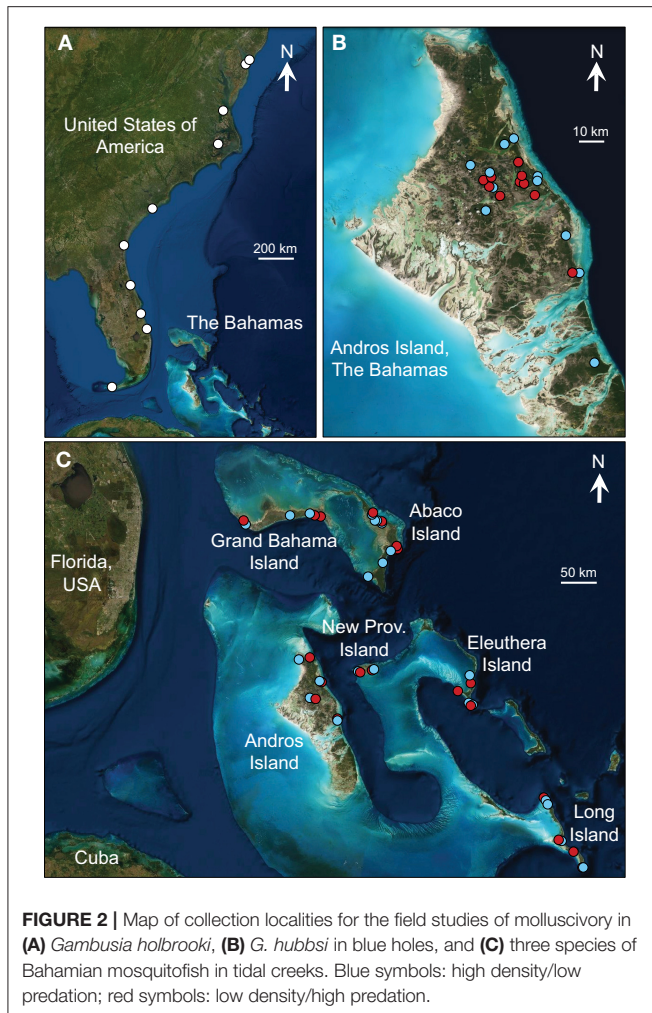 A
N
United States of
America
200 km
The Bahamas
B
N
10 km
Andros Island,
The Bahamas
C
N
Abaco
Island
Grand Bahama
Island
Florida,
USA
50 km
New Prov.
Island
Eleuthera
Island
Andros
Island
Long
Island
Cuba
FIGURE 2 | Map of collection localities for the field studies of molluscivory in
(A) Gambusia holbrooki, (B) G. hubbsi in blue holes, and (C) three species of
Bahamian mosquitofish in tidal creeks. Blue symbols: high density/low
predation; red symbols: low density/high predation.